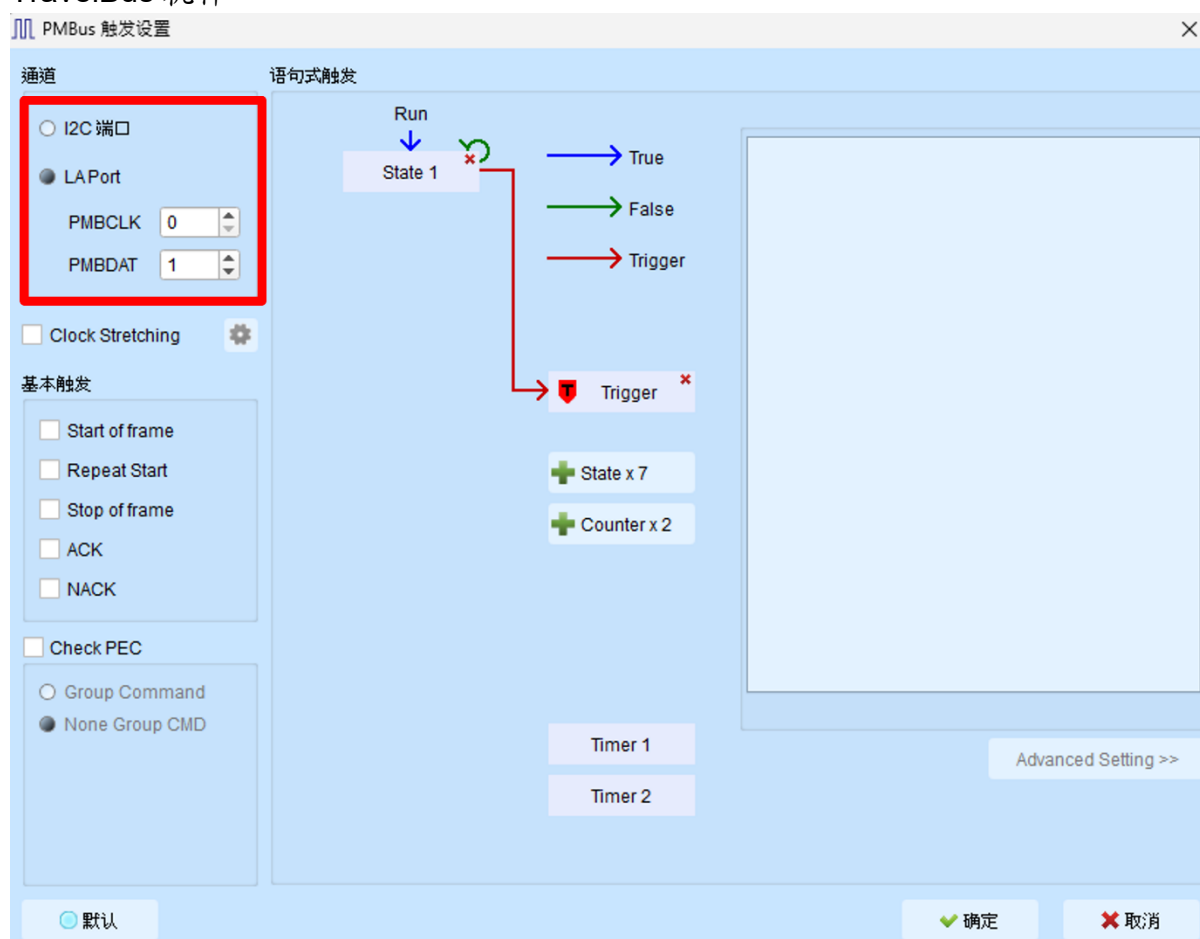 PMBus 触发设置
通道
I2C 端口
LA Port
PMBCLK 0
PMBDAT 1
Clock Stretching
基本触发
Start of frame
Repeat Start
Stop of frame
ACK
NACK
Check PEC
Group Command
None Group CMD
语句式触发
Run
State 1
True
False
Trigger
T Trigger
State x 7
Counter x 2
Timer 1
Timer 2
Advanced Setting >>
默认
确定
取消